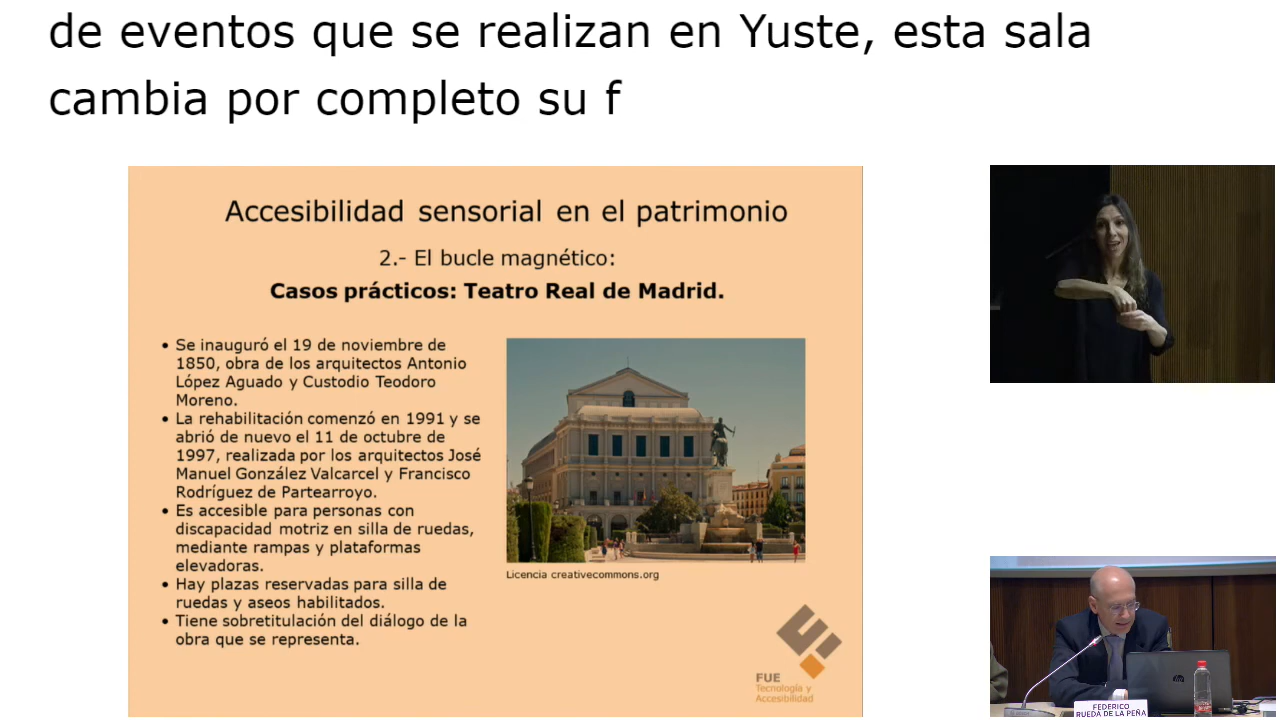 de eventos que se realizan en Yuste, esta sala
cambia por completo su f
Accesibilidad sensorial en el patrimonio
2.- El bucle magnético:
Casos prácticos: Teatro Real de Madrid.
• Se inauguró el 19 de noviembre de
1850, obra de los arquitectos Antonio
López Aguado y Custodio Teodoro
Moreno.
• La rehabilitación comenzó en 1991 y se
abrió de nuevo el 11 de octubre de
1997, realizada por los arquitectos José
Manuel González Valcarcel y Francisco
Rodríguez de Partearroyo.
• Es accesible para personas con
discapacidad motriz en silla de ruedas,
mediante rampas y plataformas
elevadoras.
• Hay plazas reservadas para silla de
ruedas y aseos habilitados.
• Tiene sobretitulación del diálogo de la
obra que se representa.
Licencia creativecommons.org
FUE
Tecnología y
Accesibilidad
FEDERICO
RUEDA DE LA PEÑA